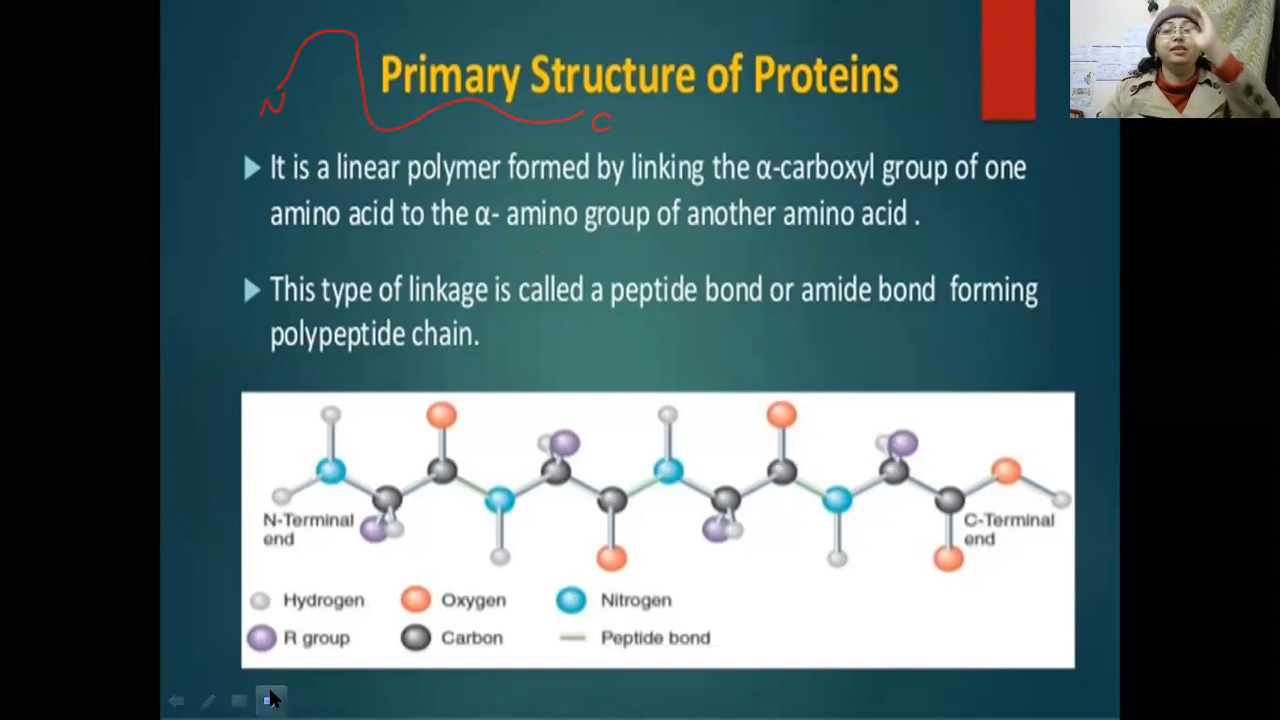 Primary Structure of Proteins
N
C
It is a linear polymer formed by linking the α-carboxyl group of one
amino acid to the α- amino group of another amino acid .
This type of linkage is called a peptide bond or amide bond forming
polypeptide chain.
N-Terminal
end
C-Terminal
end
Hydrogen
Oxygen
Nitrogen
R group
Carbon
Peptide bond